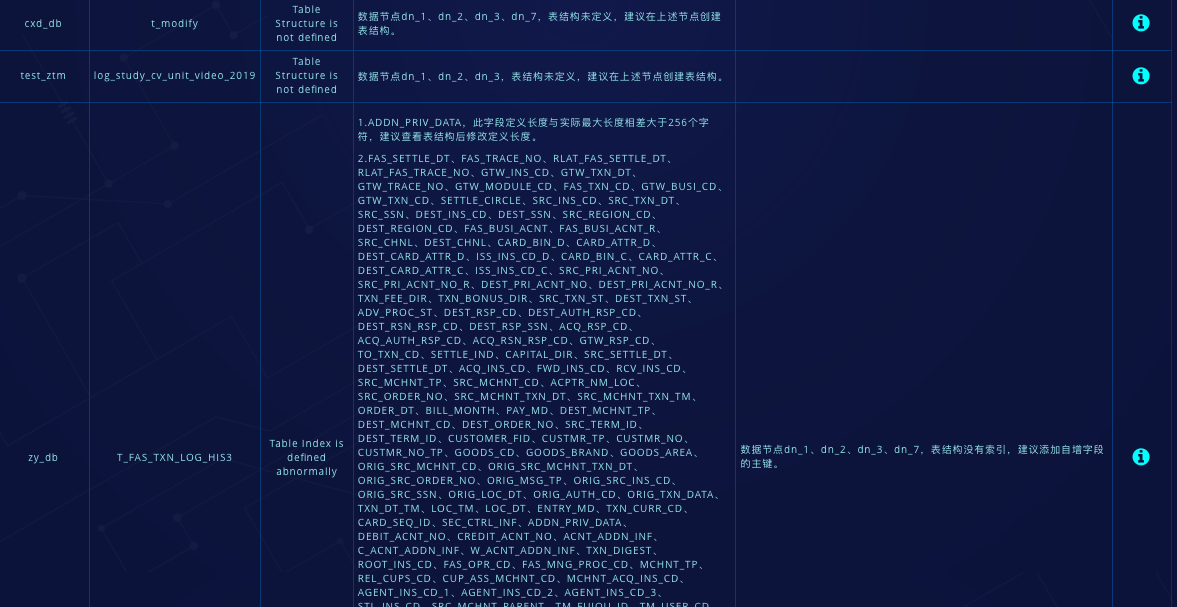 cxd_db
t_modify
Table
Structure is
not defined
数据节点dn_1、dn_2、dn_3、dn_7，表结构未定义，建议在上述节点创建
表结构。
test_ztm
log_study_cv_unit_video_2019
Table
Structure is
not defined
数据节点dn_1、dn_2、dn_3，表结构未定义，建议在上述节点创建表结构。
zy_db
T_FAS_TXN_LOG_HIS3
Table Index is
defined
abnormally
1.ADDN_PRIV_DATA，此字段定义长度与实际最大长度相差大于256个字
符，建议查看表结构后修改定义长度。
2.FAS_SETTLE_DT、FAS_TRACE_NO、RLAT_FAS_SETTLE_DT、
RLAT_FAS_TRACE_NO、GTW_INS_CD、GTW_TXN_DT、
GTW_TRACE_NO、GTW_MODULE_CD、FAS_TXN_CD、GTW_BUSI_CD、
GTW_TXN_CD、SETTLE_CIRCLE、SRC_INS_CD、SRC_TXN_DT、
SRC_SSN、DEST_INS_CD、DEST_SSN、SRC_REGION_CD、
DEST_REGION_CD、FAS_BUSI_ACNT、FAS_BUSI_ACNT_R、
SRC_CHNL、DEST_CHNL、CARD_BIN_D、CARD_ATTR_D、
DEST_CARD_ATTR_D、ISS_INS_CD_D、CARD_BIN_C、CARD_ATTR_C、
DEST_CARD_ATTR_C、ISS_INS_CD_C、SRC_PRI_ACNT_NO、
SRC_PRI_ACNT_NO_R、DEST_PRI_ACNT_NO、DEST_PRI_ACNT_NO_R、
TXN_FEE_DIR、TXN_BONUS_DIR、SRC_TXN_ST、DEST_TXN_ST、
ADV_PROC_ST、DEST_RSP_CD、DEST_AUTH_RSP_CD、
DEST_RSN_RSP_CD、DEST_RSP_SSN、ACQ_RSP_CD、
ACQ_AUTH_RSP_CD、ACQ_RSN_RSP_CD、GTW_RSP_CD、
TO_TXN_CD、SETTLE_IND、CAPITAL_DIR、SRC_SETTLE_DT、
DEST_SETTLE_DT、ACQ_INS_CD、FWD_INS_CD、RCV_INS_CD、
SRC_MCHNT_TP、SRC_MCHNT_CD、ACPTR_NM_LOC、
SRC_ORDER_NO、SRC_MCHNT_TXN_DT、SRC_MCHNT_TXN_TM、
ORDER_DT、BILL_MONTH、PAY_MD、DEST_MCHNT_TP、
DEST_MCHNT_CD、DEST_ORDER_NO、SRC_TERM_ID、
DEST_TERM_ID、CUSTOMER_FID、CUSTMR_TP、CUSTMR_NO、
CUSTMR_NO_TP、GOODS_CD、GOODS_BRAND、GOODS_AREA、
ORIG_SRC_MCHNT_CD、ORIG_SRC_MCHNT_TXN_DT、
ORIG_SRC_ORDER_NO、ORIG_MSG_TP、ORIG_SRC_INS_CD、
ORIG_SRC_SSN、ORIG_LOC_DT、ORIG_AUTH_CD、ORIG_TXN_DATA、
TXN_DT_TM、LOC_TM、LOC_DT、ENTRY_MD、TXN_CURR_CD、
CARD_SEQ_ID、SEC_CTRL_INF、ADDN_PRIV_DATA、
DEBIT_ACNT_NO、CREDIT_ACNT_NO、ACNT_ADDN_INF、
C_ACNT_ADDN_INF、W_ACNT_ADDN_INF、TXN_DIGEST、
ROOT_INS_CD、FAS_OPR_CD、FAS_MNG_PROC_CD、MCHNT_TP、
REL_CUPS_CD、CUP_ASS_MCHNT_CD、MCHNT_ACQ_INS_CD、
AGENT_INS_CD_1、AGENT_INS_CD_2、AGENT_INS_CD_3、
STL_INS_CD、SRC_MCHNT_PARENT、TM_FUIOU_ID、TM_USER_CD、
数据节点dn_1、dn_2、dn_3、dn_7，表结构没有索引，建议添加自增字段
的主键。